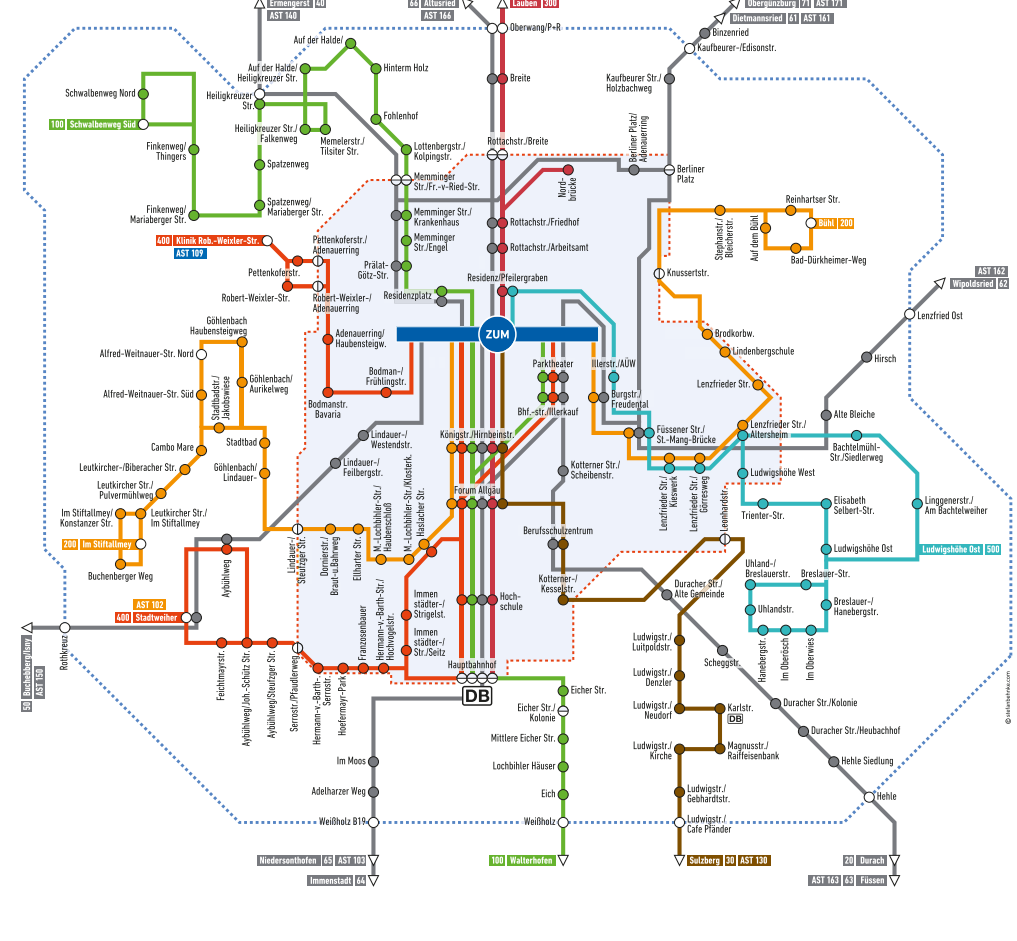 Ermengerst 40
AST 140
66 Altusried
AST 166
Lauben 300
Obergünzburg 71 AST 171
Dietmannsried 61 AST 161
Binzenried
Kaufbeurer-/Edisonstr.
Oberwang/P+R
Auf der Halde/
Auf der Halde/
Heiligkreuzer Str.
Hinterm Holz
Breite
Kaufbeurer Str./
Holzbachweg
Schwalbenweg Nord
Heiligkreuzer
Str.
100 Schwalbenweg Süd
Heiligkreuzer Str./
Falkenweg
Memelerstr./
Tilsiter Str.
Fohlenhof
Rottachstr./Breite
Berliner Platz/
Adenauerring
Finkenweg/
Thingers
Spatzenweg
Lottenbergstr./
Kolpingstr.
Berliner
Platz
Memminger
Str./Fr.-v-Ried-Str.
Nord-
brücke
Spatzenweg/
Mariaberger Str.
Finkenweg/
Mariaberger Str.
Memminger Str./
Krankenhaus
Rottachstr./Friedhof
Reinhartser Str.
Bühl 200
Stephanstr./
Bleicherstr.
Auf dem Bühl
Bad-Dürkheimer-Weg
400 Klinik Rob.-Weixler-Str.
AST 109
Pettenkoferstr./
Adenauerring
Memminger
Str./Engel
Rottachstr./Arbeitsamt
Pettenkoferstr.
Prälat-
Götz-Str.
Residenz/Pfeilergraben
Knussertstr.
AST 162
Wipoldsried 62
Robert-Weixler-Str.
Robert-Weixler-/
Adenauerring
Residenzplatz
Lenzfried Ost
Göhlenbach
Haubensteigweg
Adenauerring/
Haubensteigw.
ZUM
Brodkorbw.
Alfred-Weitnauer-Str. Nord
Lindenbergschule
Hirsch
Bodman-/
Frühlingstr.
Parktheater
Illerstr./AÜW
Göhlenbach/
Aurikelweg
Lenzfrieder Str.
Alfred-Weitnauer-Str. Süd
Stadtbadstr./
Jakobswiese
Bodmanstr.
Bavaria
Bhf.-str./Illerkauf
Burgstr./
Freudental
Alte Bleiche
Cambo Mare
Stadtbad
Lindauer-/
Westendstr.
Königstr./Hirnbeinstr.
Füssener Str./
St.-Mang-Brücke
Lenzfrieder Str./
Altersheim
Bachtelmühl-
Str./Siedlerweg
Leutkircher-/Biberacher Str.
Göhlenbach/
Lindauer-
Lindauer-/
Feilbergstr.
Kotterner Str./
Scheibenstr.
Ludwigshöhe West
Leutkircher Str./
Pulvermühlweg
Forum Allgäu
Lenzfrieder Str./
Kieswerk
Lenzfrieder Str./
Görresweg
Leonhardstr.
Trienter-Str.
Elisabeth
Selbert-Str.
Linggenerstr./
Am Bachtelweiher
Im Stiftallmey/
Konstanzer Str.
Leutkircher Str./
Im Stiftallmey
200 Im Stiftallmey
Buchenberger Weg
Lindauer-/
Steufzger Str.
Dornierstr./
Braut-u.Bahrweg
Ellharter Str.
M.-Lochbihler-Str./
Haubenschloß
M.-Lochbihler-Str./Klosterk.
Haslacher Str.
Berufsschulzentrum
Ludwigshöhe Ost
Ludwigshöhe Ost 500
Aybühlweg
Kotterner-/
Kesselstr.
Duracher Str./
Alte Gemeinde
Uhland-/
Breslauerstr.
Breslauer-Str.
AST 102
400 Stadtweiher
Immen
städter-/
Strigelstr.
Hoch-
schule
Uhlandstr.
Breslauer-/
Hanebergstr.
Rothkreuz
50 Buchebberg/Isny
AST 150
Feichtmayrstr.
Aybühlweg/Joh.-Schütz Str.
Aybühlweg/Steufzger Str.
Serrostr./Pfaudlerweg
Hermann-v.-Barth-
Serrostr.
Hoefermayr-Park
Franzosenbauer
Hermann-v.-Barth-Str./
Hochvogelstr.
Immen
städter-/
Str./Seitz
Hauptbahnhof
DB
Ludwigstr./
Luitpoldstr.
Scheggstr.
Hanebergstr.
Im Oberösch
Im Oberwies
Ludwigstr./
Denzler
Eicher Str.
Eicher Str./
Kolonie
Ludwigstr./
Neudorf
Karlstr.
DB
Duracher Str./Kolonie
Duracher Str./Heubachhof
Mittlere Eicher Str.
Ludwigstr./
Kirche
Magnusstr./
Raiffeisenbank
Im Moos
Lochbihler Häuser
Hehle Siedlung
Adelharzer Weg
Eich
Ludwigstr./
Gebhardtstr.
Hehle
Weißholz B19
Weißholz
Ludwigstr./
Cafe Pfänder
Niedersonthofen 65 AST 103
100 Walterhofen
Sulzberg 30 AST 130
20 Durach
Immenstadt 64
AST 163 63 Füssen
© stefanbehnke.com